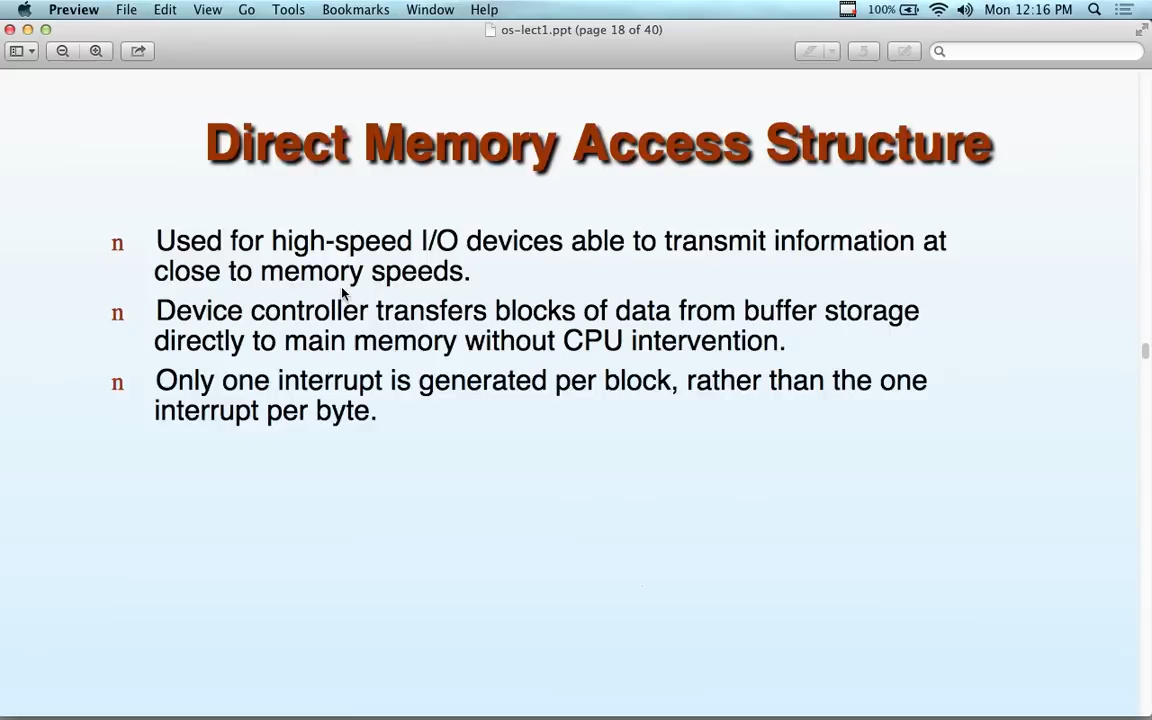 Preview File Edit View Go Tools Bookmarks Window Help 100% Mon 12:16 PM
os-lect1.ppt (page 18 of 40)
Direct Memory Access Structure
n Used for high-speed I/O devices able to transmit information at
close to memory speeds.
n Device controller transfers blocks of data from buffer storage
directly to main memory without CPU intervention.
n Only one interrupt is generated per block, rather than the one
interrupt per byte.